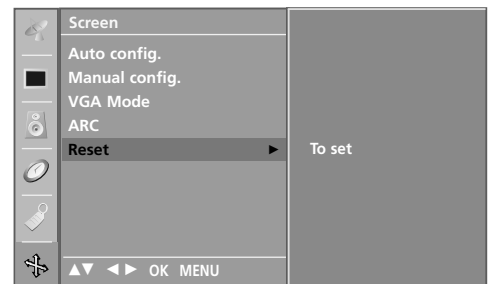 Screen
Auto config.
Manual config.
VGA Mode
ARC
Reset ►
To set
▲▼ ◄► OK MENU